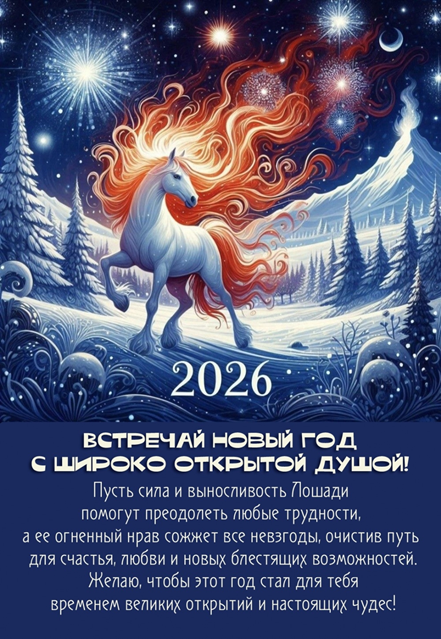 2026
ВСТРЕЧАЙ НОВЫЙ ГОД
С ШИРОКО ОТКРЫТОЙ ДУШОЙ!
Пусть сила и выносливость Лошади
помогут преодолеть любые трудности,
а ее огненный нрав сожжет все невзгоды, очистив путь
для счастья, любви и новых блестящих возможностей.
Желаю, чтобы этот год стал для тебя
временем великих открытий и настоящих чудес!